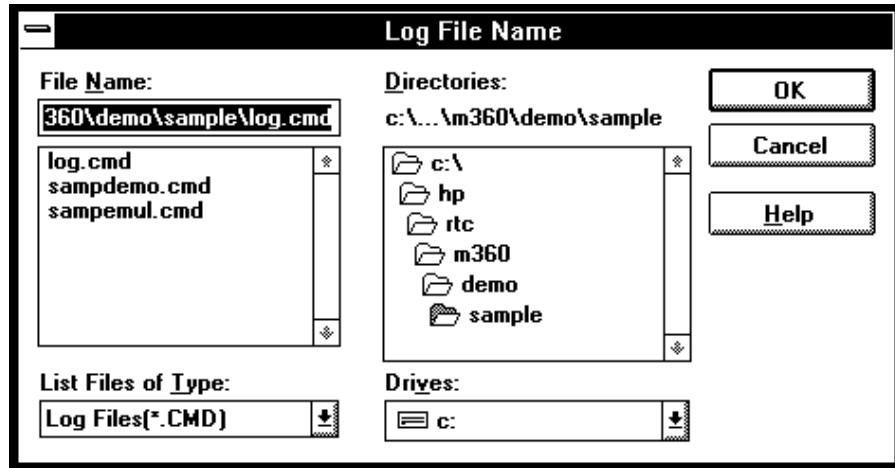 Log File Name
File Name:
360\demo\sample\log.cmd
log.cmd
sampdemo.cmd
sampemul.cmd
List Files of Type:
Log Files(*.CMD)
Directories:
c:\...\m360\demo\sample
c:\
hp
rtc
m360
demo
sample
Drives:
c:
OK
Cancel
Help